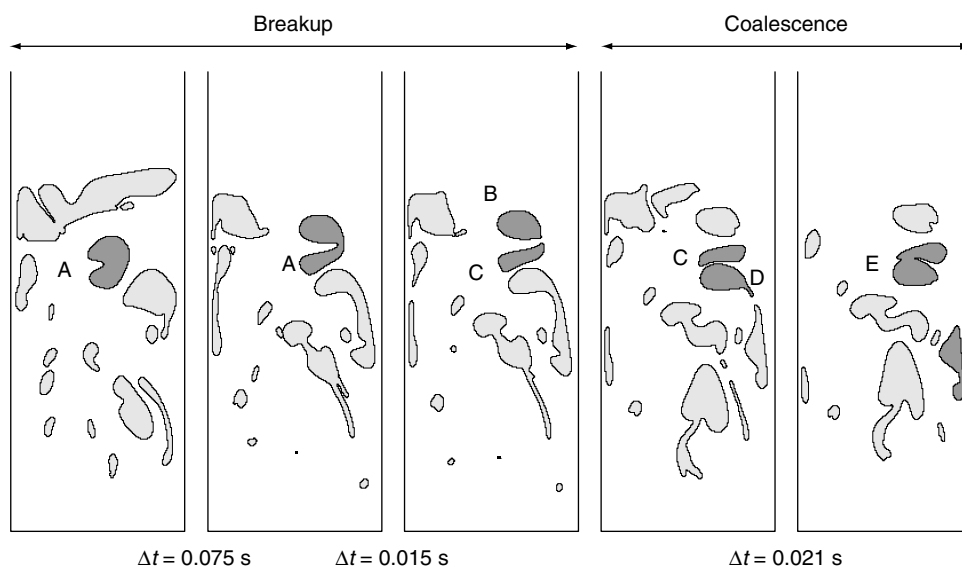 Breakup
Coalescence
A
A
B
C
C
D
E
Δt = 0.075 s
Δt = 0.015 s
Δt = 0.021 s